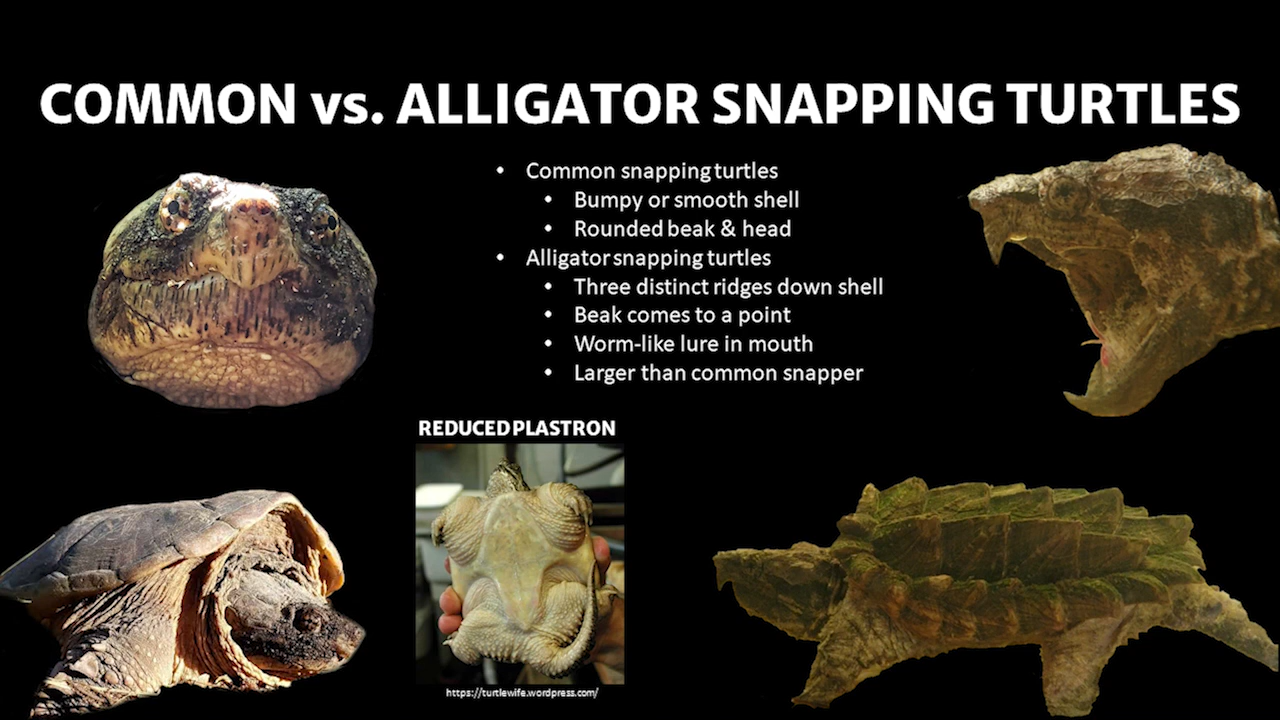 COMMON vs. ALLIGATOR SNAPPING TURTLES
• Common snapping turtles
• Bumpy or smooth shell
• Rounded beak & head
• Alligator snapping turtles
• Three distinct ridges down shell
• Beak comes to a point
• Worm-like lure in mouth
• Larger than common snapper
REDUCED PLASTRON
https://turtlewife.wordpress.com/